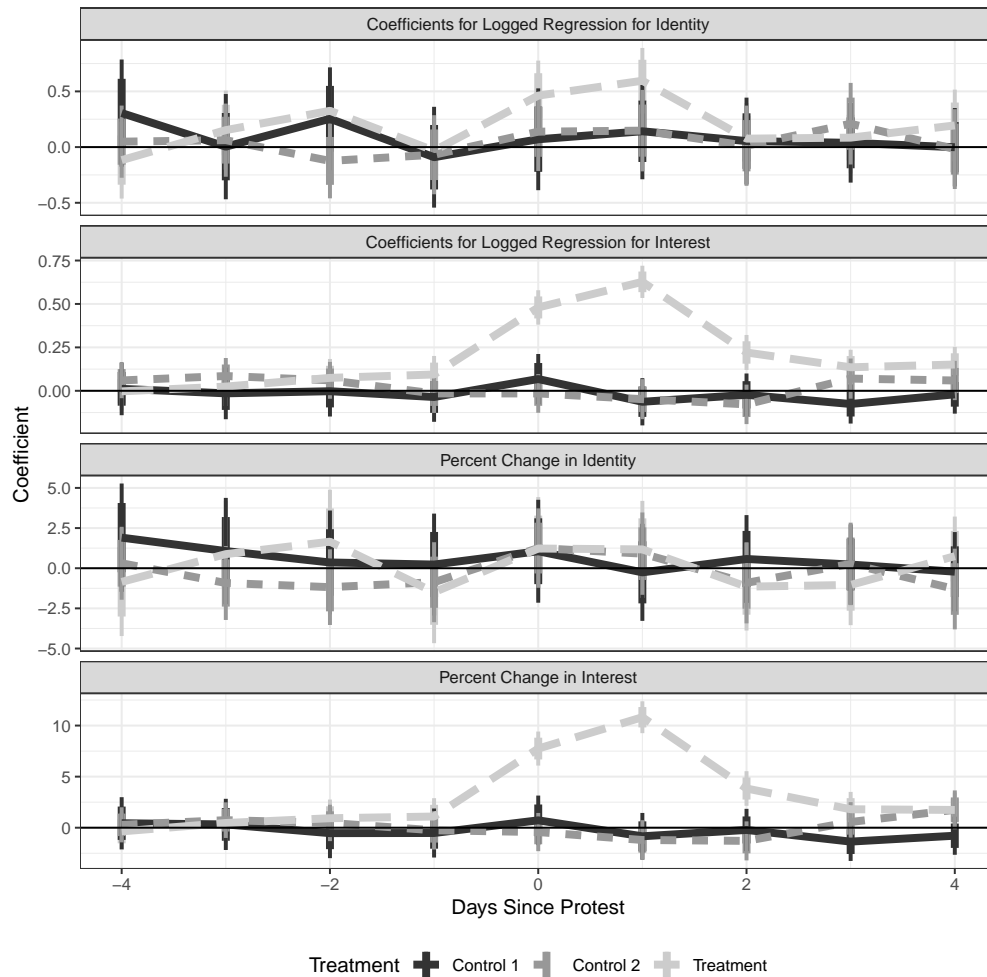 Coefficients for Logged Regression for Identity
0.5
0.0
−0.5
Coefficients for Logged Regression for Interest
0.75
0.50
0.25
0.00
Coefficient
Percent Change in Identity
5.0
2.5
0.0
−2.5
−5.0
Percent Change in Interest
10
5
0
−4 −2 0 2 4
Days Since Protest
Treatment Control 1 Control 2 Treatment